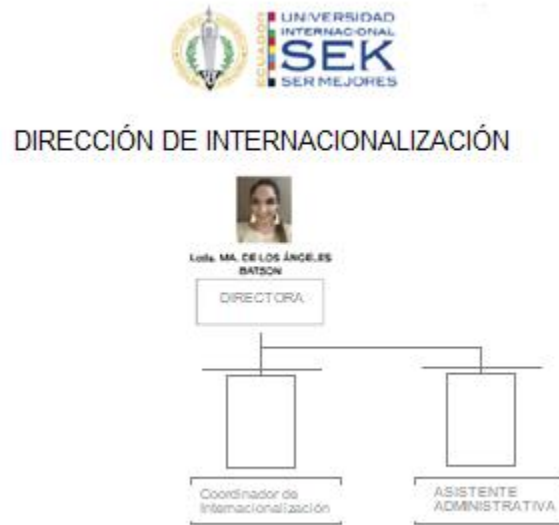 UNIVERSIDAD
INTERNACIONAL
SEK
SER MEJORES
ECUADOR
DIRECCIÓN DE INTERNACIONALIZACIÓN
Lcda. MA. DE LOS ÁNGELES
BATSON
DIRECTORA
Coordinador de
Internacionalización
ASISTENTE
ADMINISTRATIVA